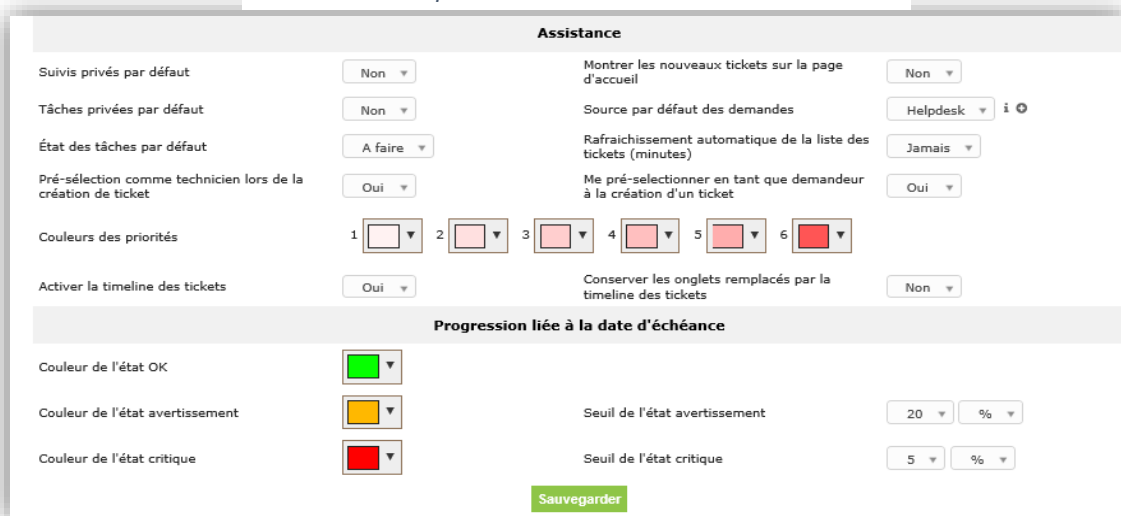 Assistance
Suivis privés par défaut Non Montrer les nouveaux tickets sur la page d'accueil Non
Tâches privées par défaut Non Source par défaut des demandes Helpdesk i
État des tâches par défaut A faire Rafraichissement automatique de la liste des tickets (minutes) Jamais
Pré-sélection comme technicien lors de la création de ticket Oui Me pré-selectionner en tant que demandeur à la création d'un ticket Oui
Couleurs des priorités 1 2 3 4 5 6
Activer la timeline des tickets Oui Conserver les onglets remplacés par la timeline des tickets Non
Progression liée à la date d'échéance
Couleur de l'état OK
Couleur de l'état avertissement Seuil de l'état avertissement 20 %
Couleur de l'état critique Seuil de l'état critique 5 %
Sauvegarder